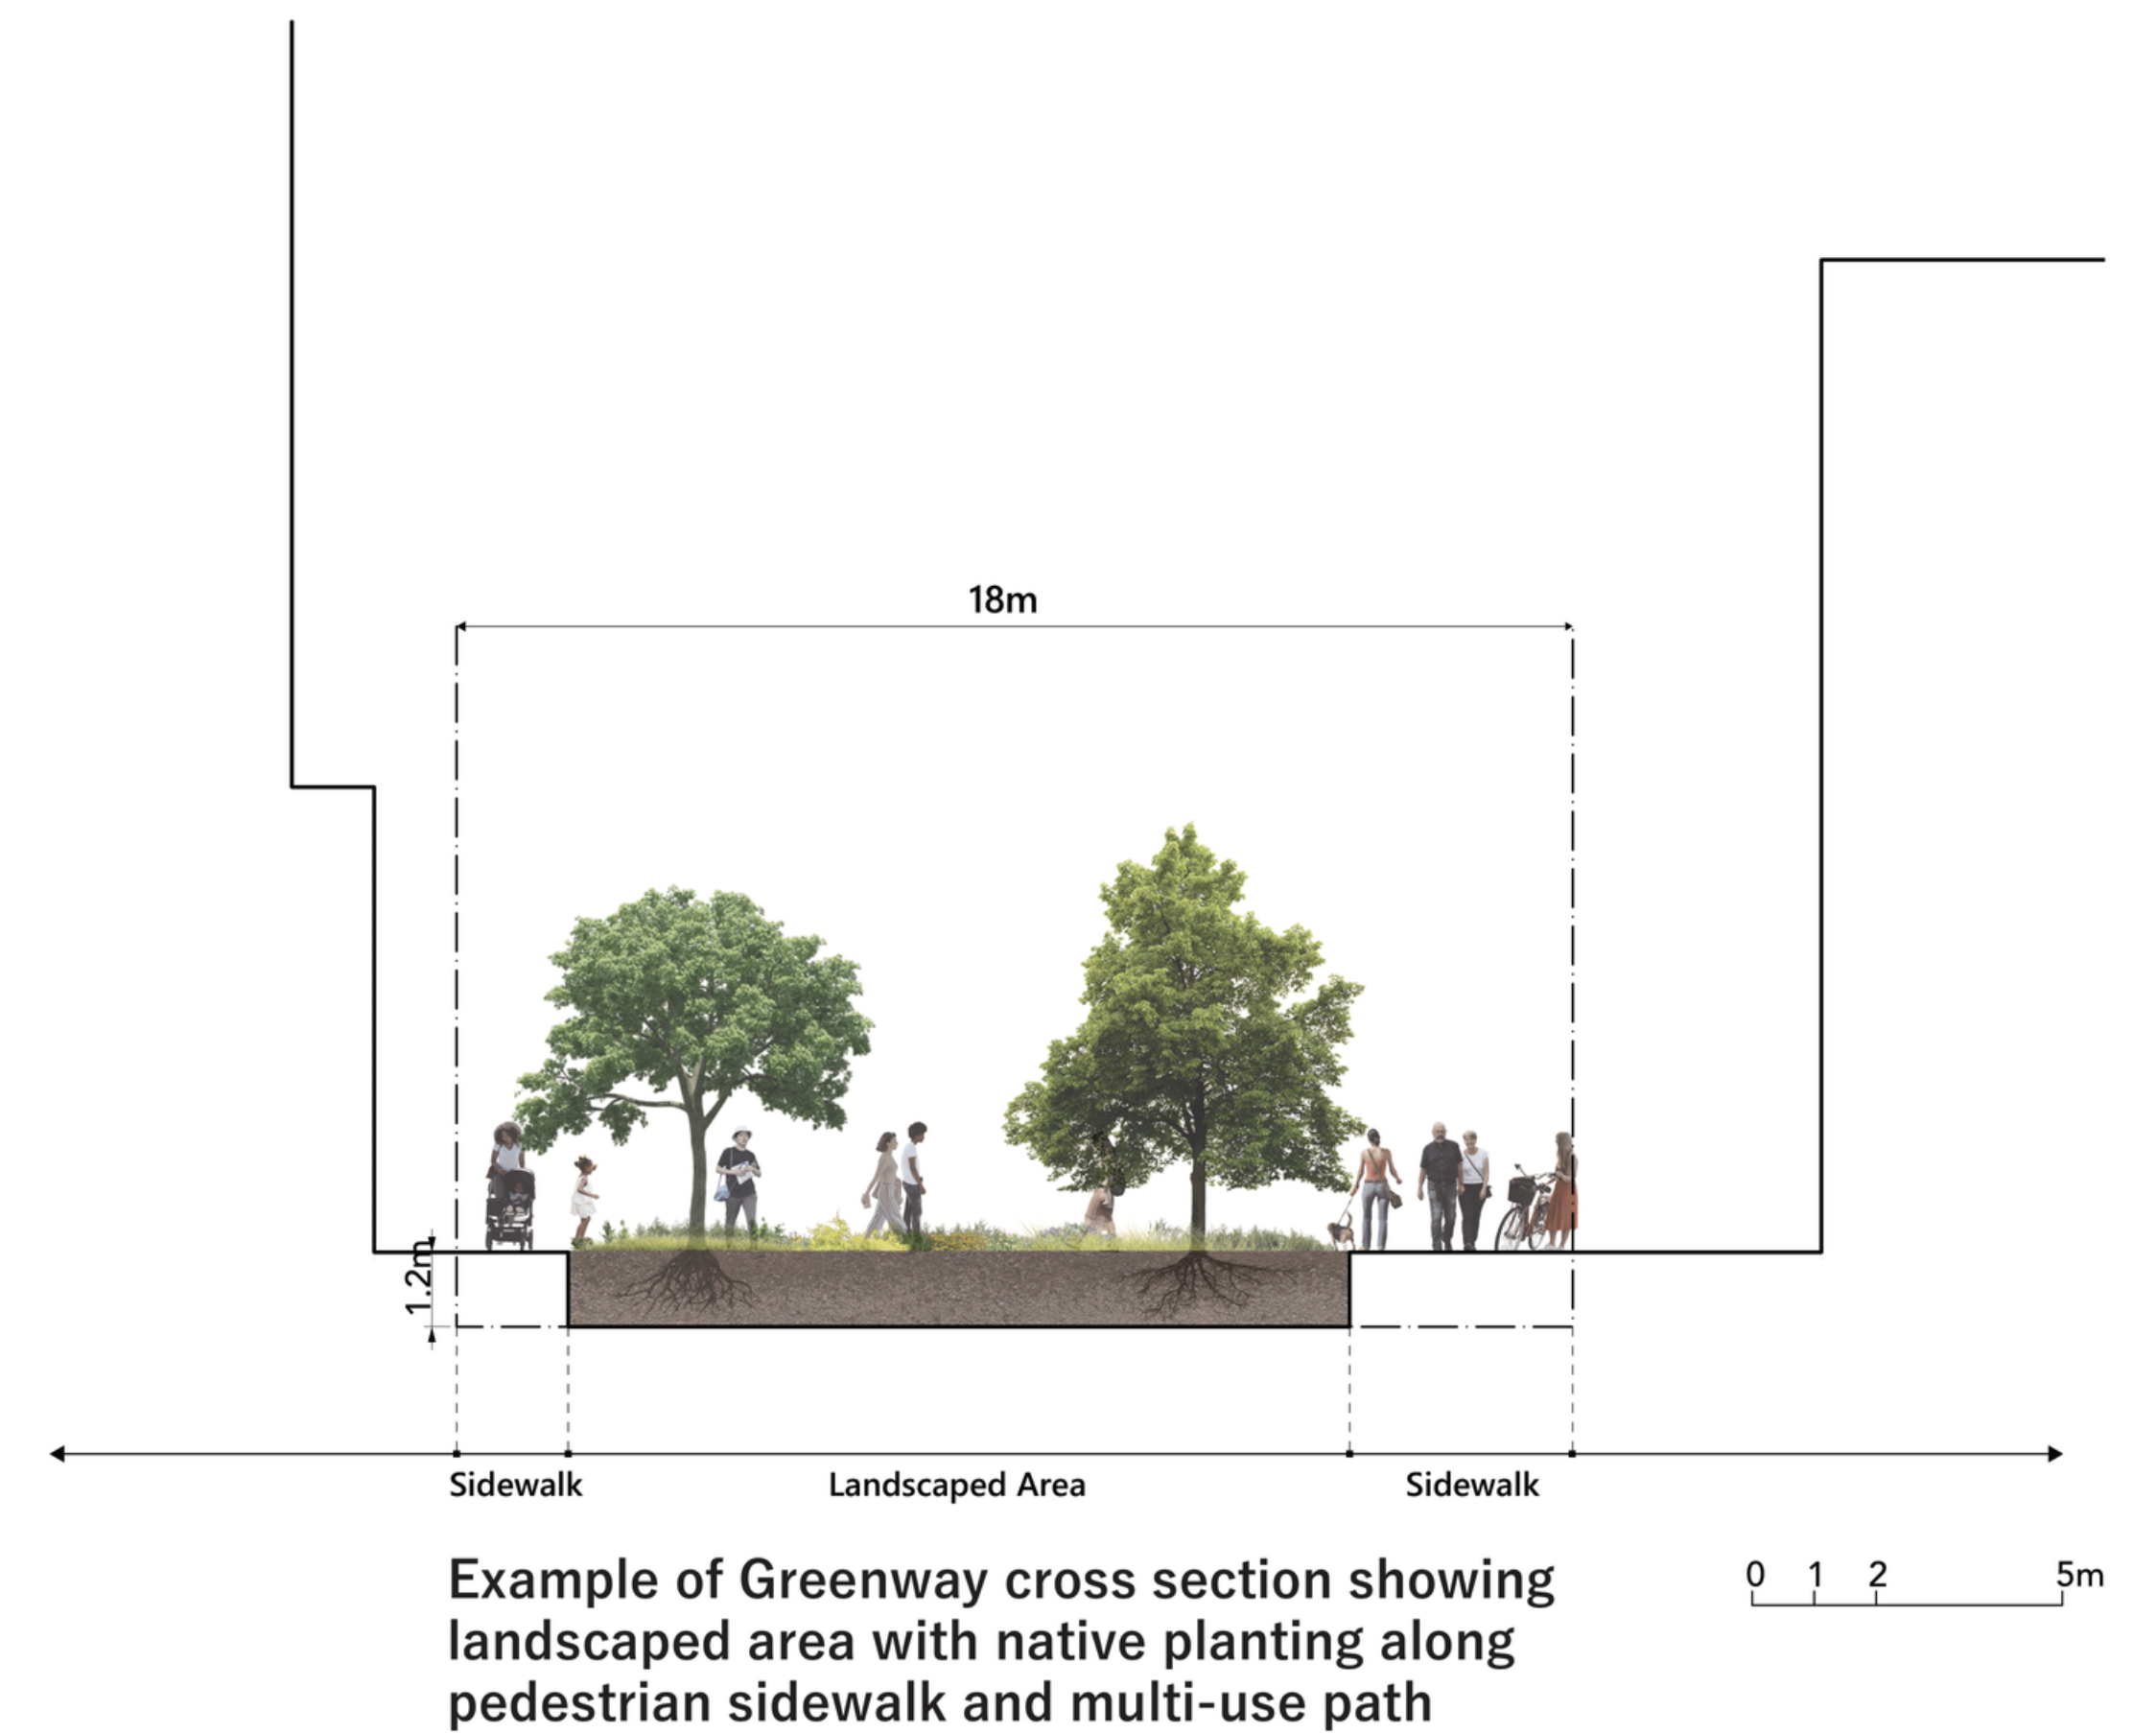 18m
1.2m
Sidewalk
Landscaped Area
Sidewalk
Example of Greenway cross section showing
landscaped area with native planting along
pedestrian sidewalk and multi-use path
0 1 2 5m